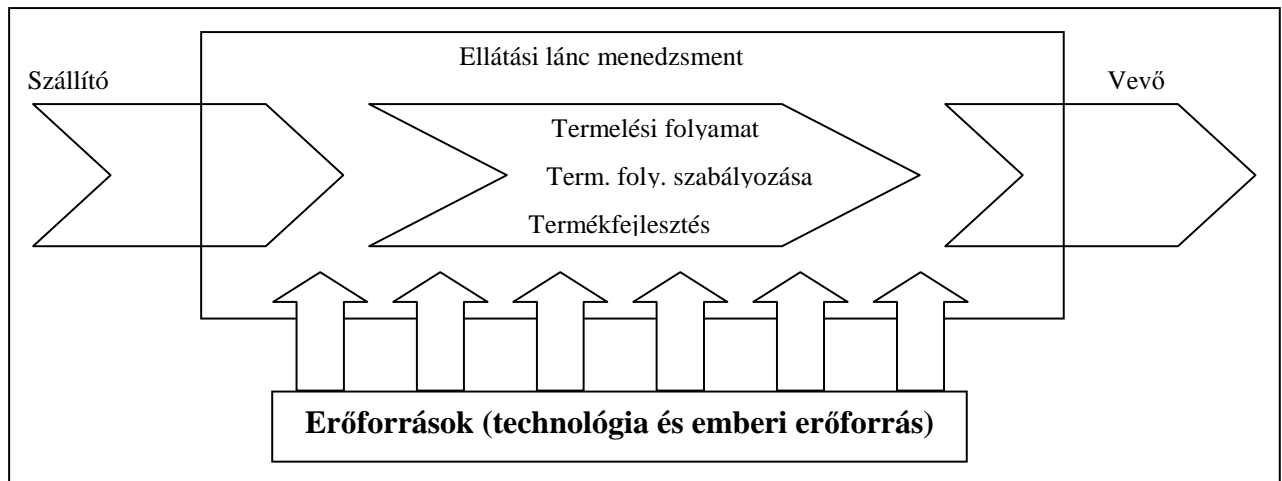 Ellátási lánc menedzsment
Szállító
Vevő
Termelési folyamat
Term. foly. szabályozása
Termékfejlesztés
Erőforrások (technológia és emberi erőforrás)